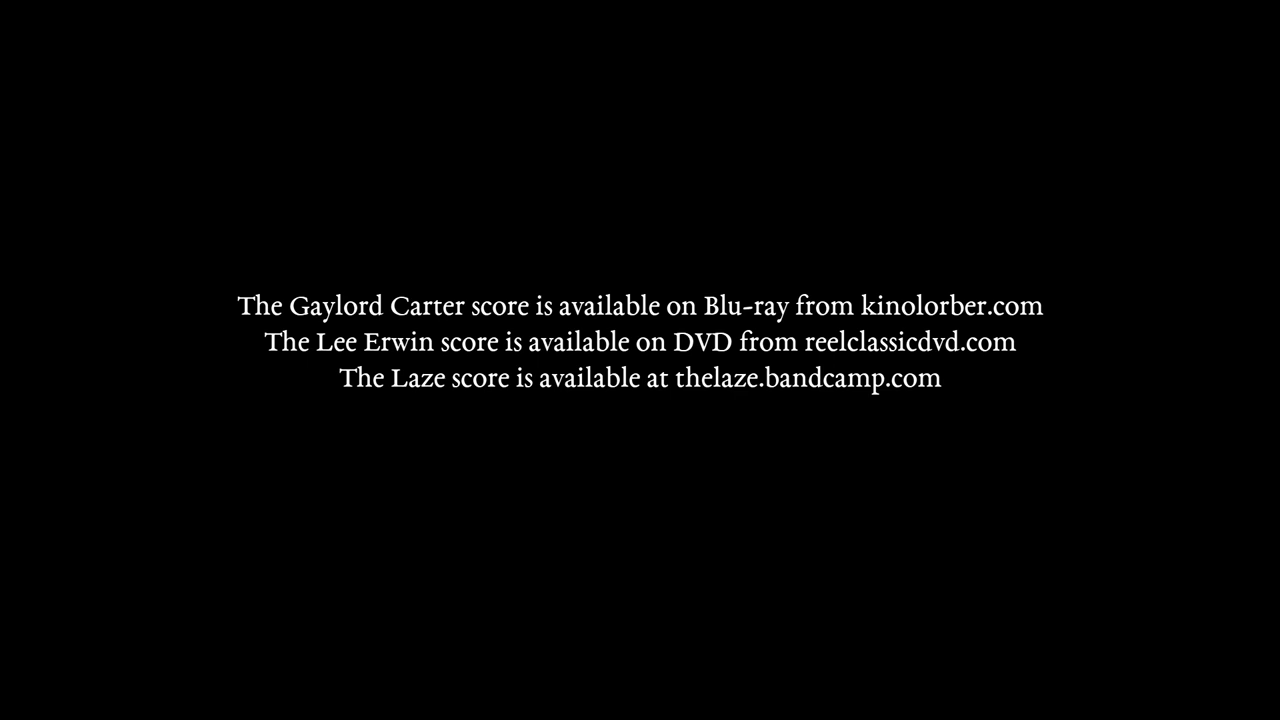 The Gaylord Carter score is available on Blu-ray from kinolorber.com
The Lee Erwin score is available on DVD from reelclassicdvd.com
The Laze score is available at thelaze.bandcamp.com